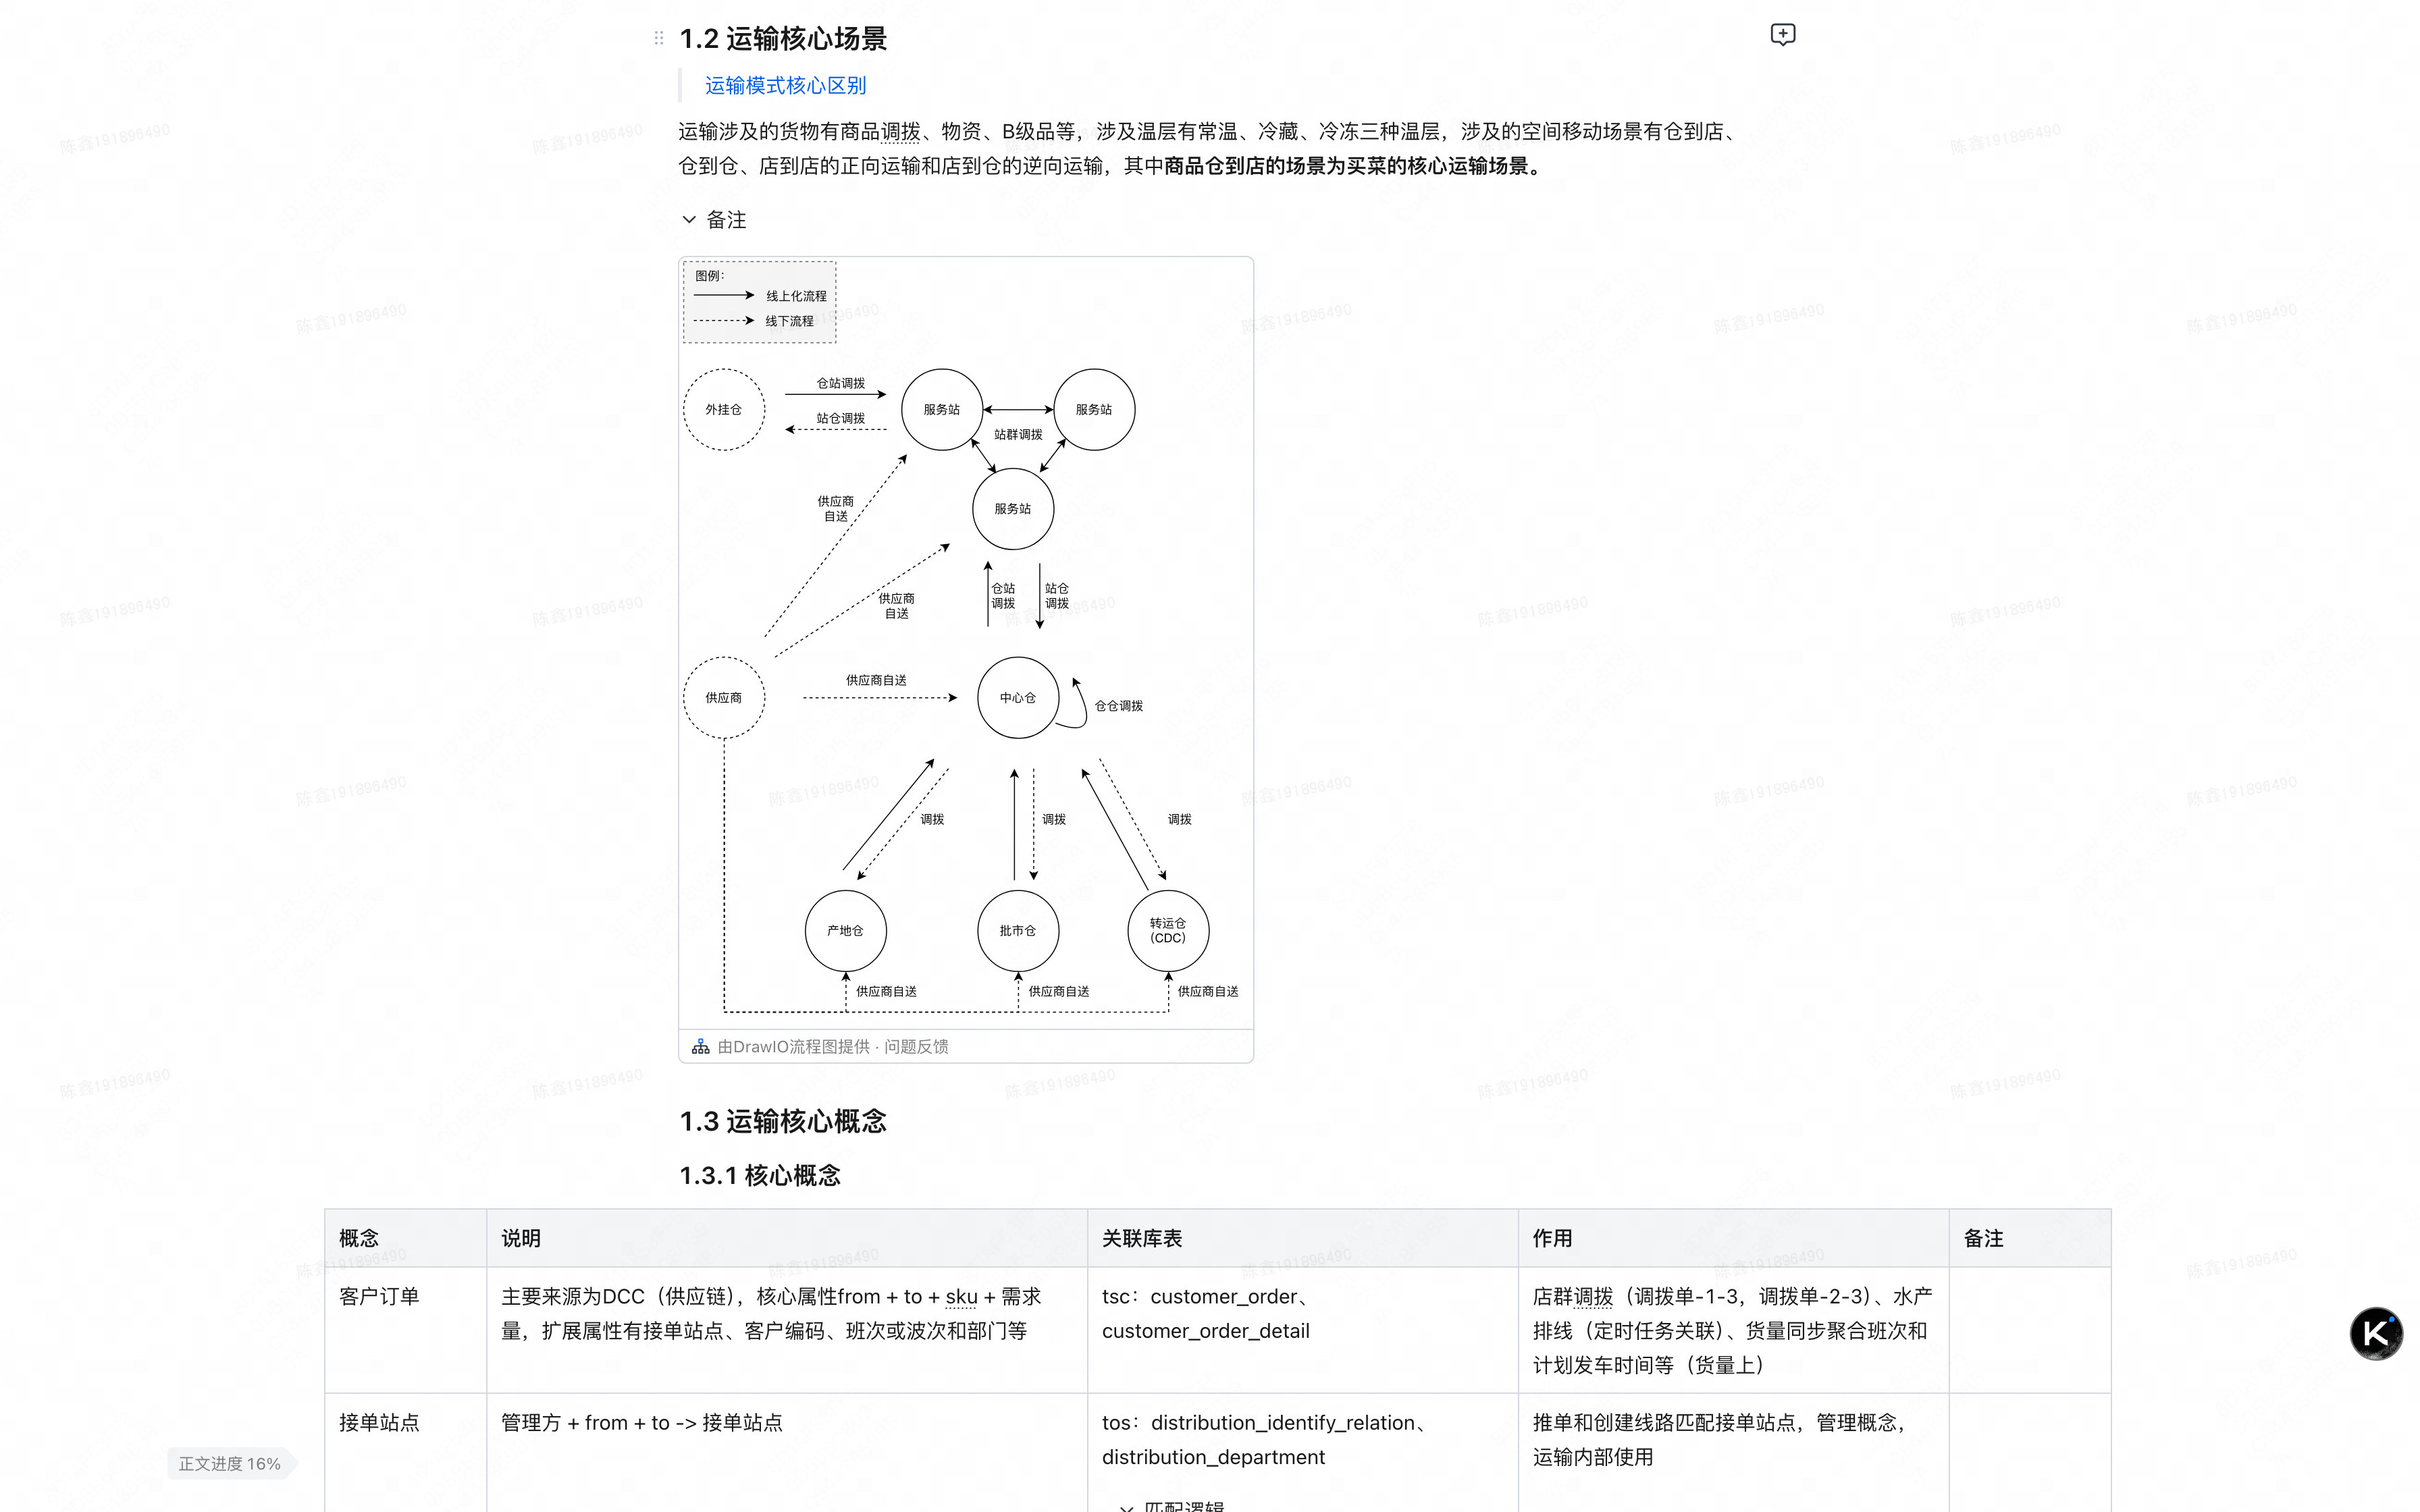 1.2 运输核心场景
运输模式核心区别
运输涉及的货物有商品调拨、物资、B级品等，涉及温层有常温、冷藏、冷冻三种温层，涉及的空间移动场景有仓到店、
仓到仓、店到店的正向运输和店到仓的逆向运输，其中商品仓到店的场景为买菜的核心运输场景。
备注
图例：
线上化流程
线下流程
外挂仓
仓站调拨
站仓调拨
服务站
服务站
站群调拨
服务站
供应商
自送
供应商
自送
仓站
调拨
站仓
调拨
供应商
供应商自送
中心仓
仓仓调拨
调拨
调拨
调拨
产地仓
批市仓
转运仓
（CDC）
供应商自送
供应商自送
供应商自送
由DrawIO流程图提供 · 问题反馈
1.3 运输核心概念
1.3.1 核心概念
概念
说明
关联库表
作用
备注
客户订单
主要来源为DCC（供应链），核心属性from + to + sku + 需求
量，扩展属性有接单站点、客户编码、班次或波次和部门等
tsc：customer_order、
customer_order_detail
店群调拨（调拨单-1-3，调拨单-2-3）、水产
排线（定时任务关联）、货量同步聚合班次和
计划发车时间等（货量上）
接单站点
管理方 + from + to -> 接单站点
tos：distribution_identify_relation、
distribution_department
匹配逻辑
推单和创建线路匹配接单站点，管理概念，
运输内部使用
正文进度 16%
陈鑫191896490